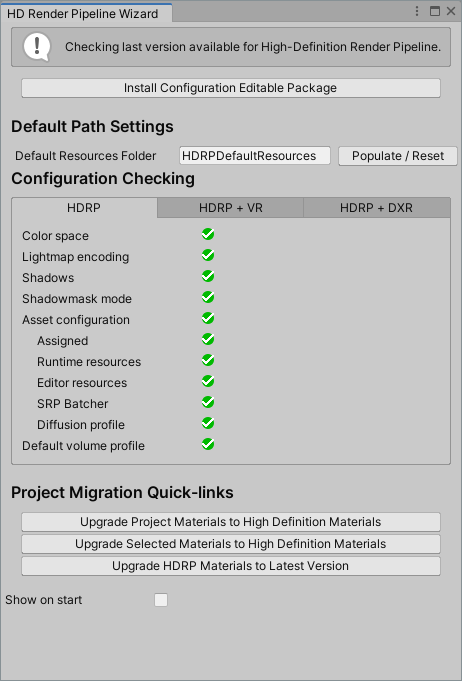 HD Render Pipeline Wizard
Checking last version available for High-Definition Render Pipeline.
Install Configuration Editable Package
Default Path Settings
Default Resources Folder HDRPDefaultResources Populate / Reset
Configuration Checking
HDRP HDRP + VR HDRP + DXR
Color space
Lightmap encoding
Shadows
Shadowmask mode
Asset configuration
Assigned
Runtime resources
Editor resources
SRP Batcher
Diffusion profile
Default volume profile
Project Migration Quick-links
Upgrade Project Materials to High Definition Materials
Upgrade Selected Materials to High Definition Materials
Upgrade HDRP Materials to Latest Version
Show on start